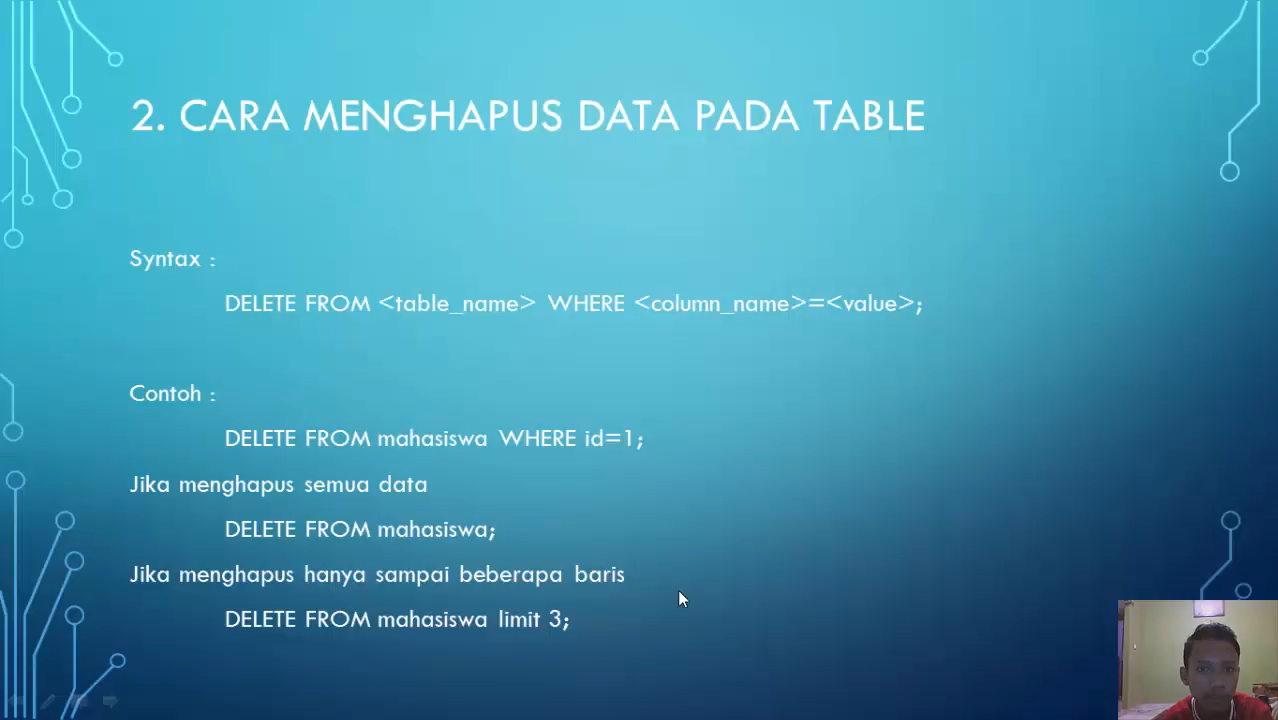 2. CARA MENGHAPUS DATA PADA TABLE
Syntax :
DELETE FROM <table_name> WHERE <column_name>=<value>;
Contoh :
DELETE FROM mahasiswa WHERE id=1;
Jika menghapus semua data
DELETE FROM mahasiswa;
Jika menghapus hanya sampai beberapa baris
DELETE FROM mahasiswa limit 3;